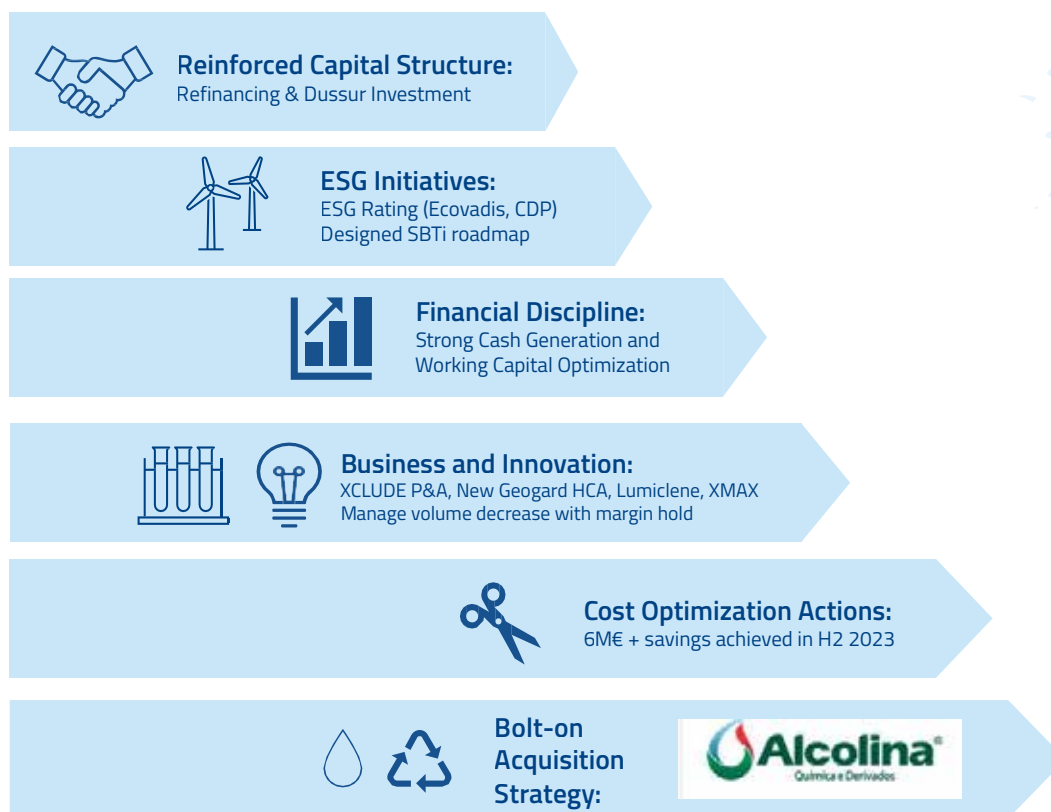 Reinforced Capital Structure:
Refinancing & Dussur Investment
ESG Initiatives:
ESG Rating (Ecovadis, CDP)
Designed SBTi roadmap
Financial Discipline:
Strong Cash Generation and
Working Capital Optimization
Business and Innovation:
XCLUDE P&A, New Geogard HCA, Lumiclene, XMAX
Manage volume decrease with margin hold
Cost Optimization Actions:
6M€ + savings achieved in H2 2023
Bolt-on
Acquisition
Strategy:
Alcolina®
Química e Derivados